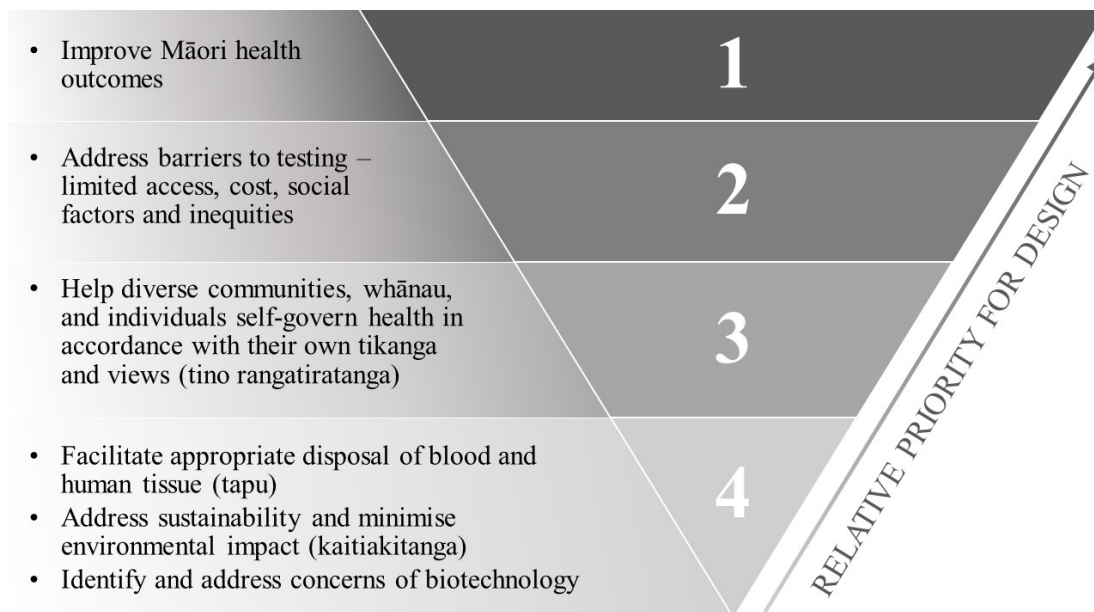 • Improve Māori health
outcomes
1
• Address barriers to testing –
limited access, cost, social
factors and inequities
2
• Help diverse communities, whānau,
and individuals self-govern health in
accordance with their own tikanga
and views (tino rangatiratanga)
3
• Facilitate appropriate disposal of blood and
human tissue (tapu)
• Address sustainability and minimise
environmental impact (kaitiakitanga)
• Identify and address concerns of biotechnology
4
RELATIVE PRIORITY FOR DESIGN